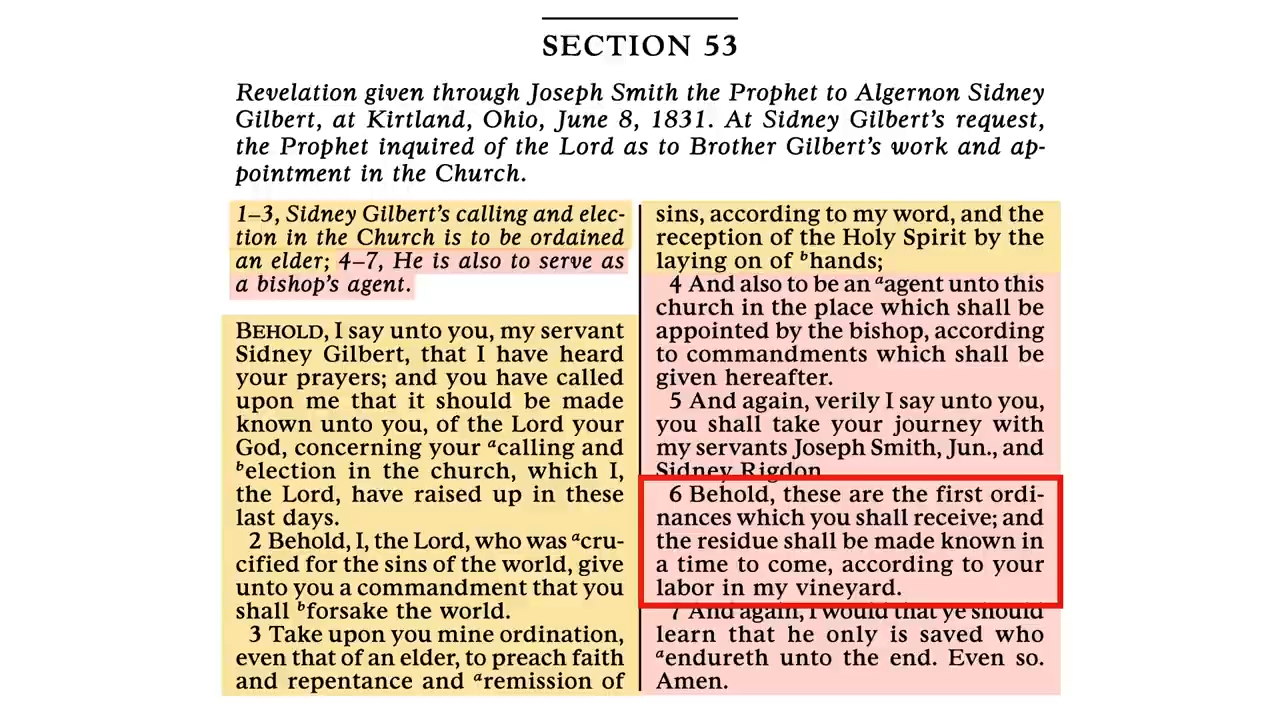 SECTION 53
Revelation given through Joseph Smith the Prophet to Algernon Sidney
Gilbert, at Kirtland, Ohio, June 8, 1831. At Sidney Gilbert's request,
the Prophet inquired of the Lord as to Brother Gilbert's work and ap-
pointment in the Church.
1–3, Sidney Gilbert's calling and elec-
tion in the Church is to be ordained
an elder; 4–7, He is also to serve as
a bishop's agent.
BEHOLD, I say unto you, my servant
Sidney Gilbert, that I have heard
your prayers; and you have called
upon me that it should be made
known unto you, of the Lord your
God, concerning your acalling and
belection in the church, which I,
the Lord, have raised up in these
last days.
2 Behold, I, the Lord, who was acru-
cified for the sins of the world, give
unto you a commandment that you
shall bforsake the world.
3 Take upon you mine ordination,
even that of an elder, to preach faith
and repentance and aremission of
sins, according to my word, and the
reception of the Holy Spirit by the
laying on of bhands;
4 And also to be an aagent unto this
church in the place which shall be
appointed by the bishop, according
to commandments which shall be
given hereafter.
5 And again, verily I say unto you,
you shall take your journey with
my servants Joseph Smith, Jun., and
Sidney Rigdon.
6 Behold, these are the first ordi-
nances which you shall receive; and
the residue shall be made known in
a time to come, according to your
labor in my vineyard.
7 And again, I would that ye should
learn that he only is saved who
aendureth unto the end. Even so.
Amen.